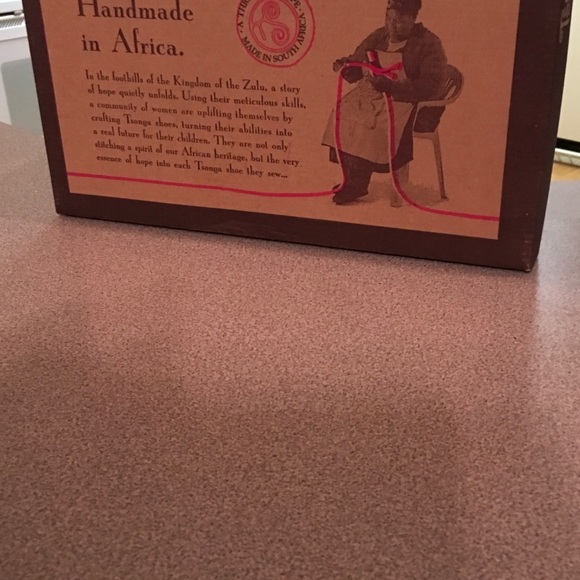 Handmade
in Africa.
MADE IN SOUTH AFRICA
In the foothills of the Kingdom of the Zulu, a story
of hope quietly unfolds. Using their meticulous skills,
a community of women are uplifting themselves by
crafting Tsonga shoes, turning their abilities into
a real future for their children. They are not only
stitching a spirit of our African heritage, but the very
essence of hope into each Tsonga shoe they sew...